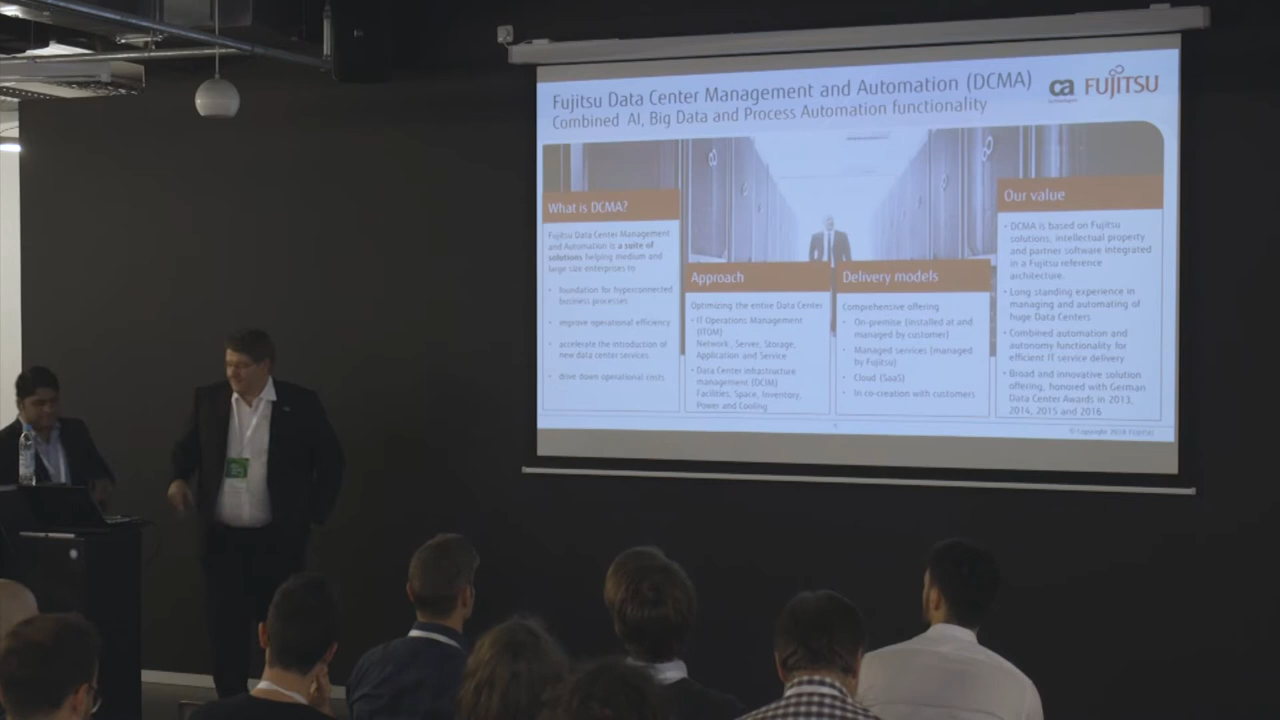 Fujitsu Data Center Management and Automation (DCMA)
Combined AI, Big Data and Process Automation functionality
ca
technologies
FUJITSU
What is DCMA?
Fujitsu Data Center Management
and Automation is a suite of
solutions helping medium and
large size enterprises to
• foundation for hyperconnected
business processes
• improve operational efficiency
• accelerate the introduction of
new data center services
• drive down operational costs
Approach
Optimizing the entire Data Center
• IT Operations Management
(ITOM)
Network, Server, Storage,
Application and Service
• Data Center infrastructure
management (DCIM)
Facilities, Space, Inventory,
Power and Cooling
Delivery models
Comprehensive offering
• On-premise (installed at and
managed by customer)
• Managed services (managed
by Fujitsu)
• Cloud (SaaS)
• In co-creation with customers
Our value
• DCMA is based on Fujitsu
solutions, intellectual property
and partner software integrated
in a Fujitsu reference
architecture.
• Long standing experience in
managing and automating of
huge Data Centers
• Combined automation and
autonomy functionality for
efficient IT service delivery
• Broad and innovative solution
offering, honored with German
Data Center Awards in 2013,
2014, 2015 and 2016
© Copyright Fujitsu